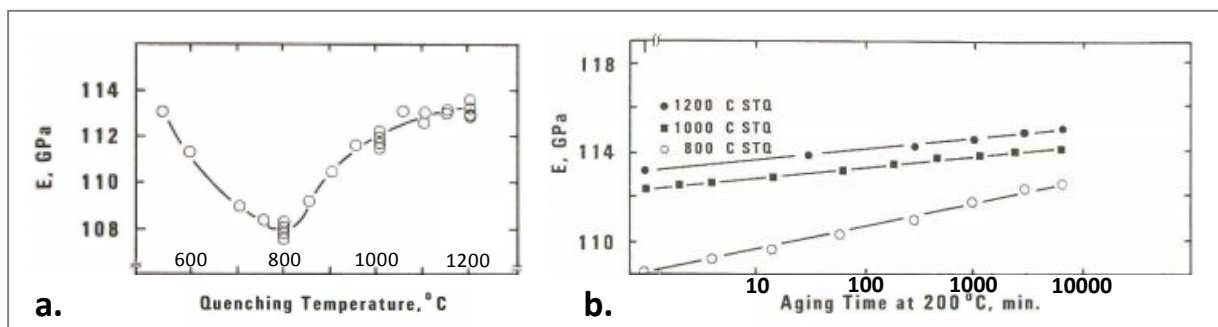 E, GPa
114
112
110
108
600 800 1000 1200
Quenching Temperature, °C
a.
E, GPa
118
114
110
● 1200 C STQ
■ 1000 C STQ
○ 800 C STQ
10 100 1000 10000
Aging Time at 200 °C, min.
b.